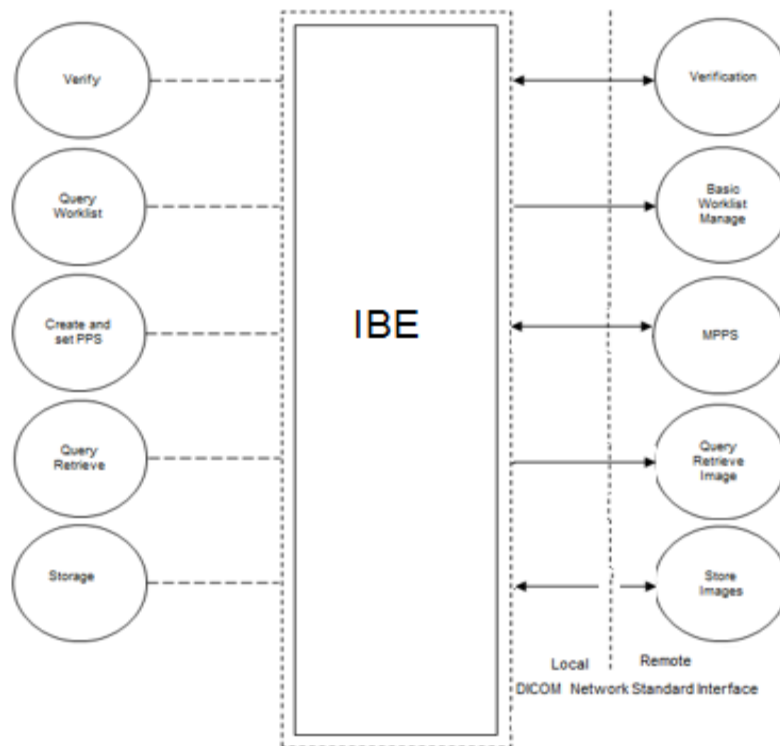 Verify
Verification
Query
Worklist
Basic
Worklist
Manage
Create and
set PPS
IBE
MPPS
Query
Retrieve
Query
Retrieve
Image
Storage
Store
Images
Local
Remote
DICOM Network Standard Interface